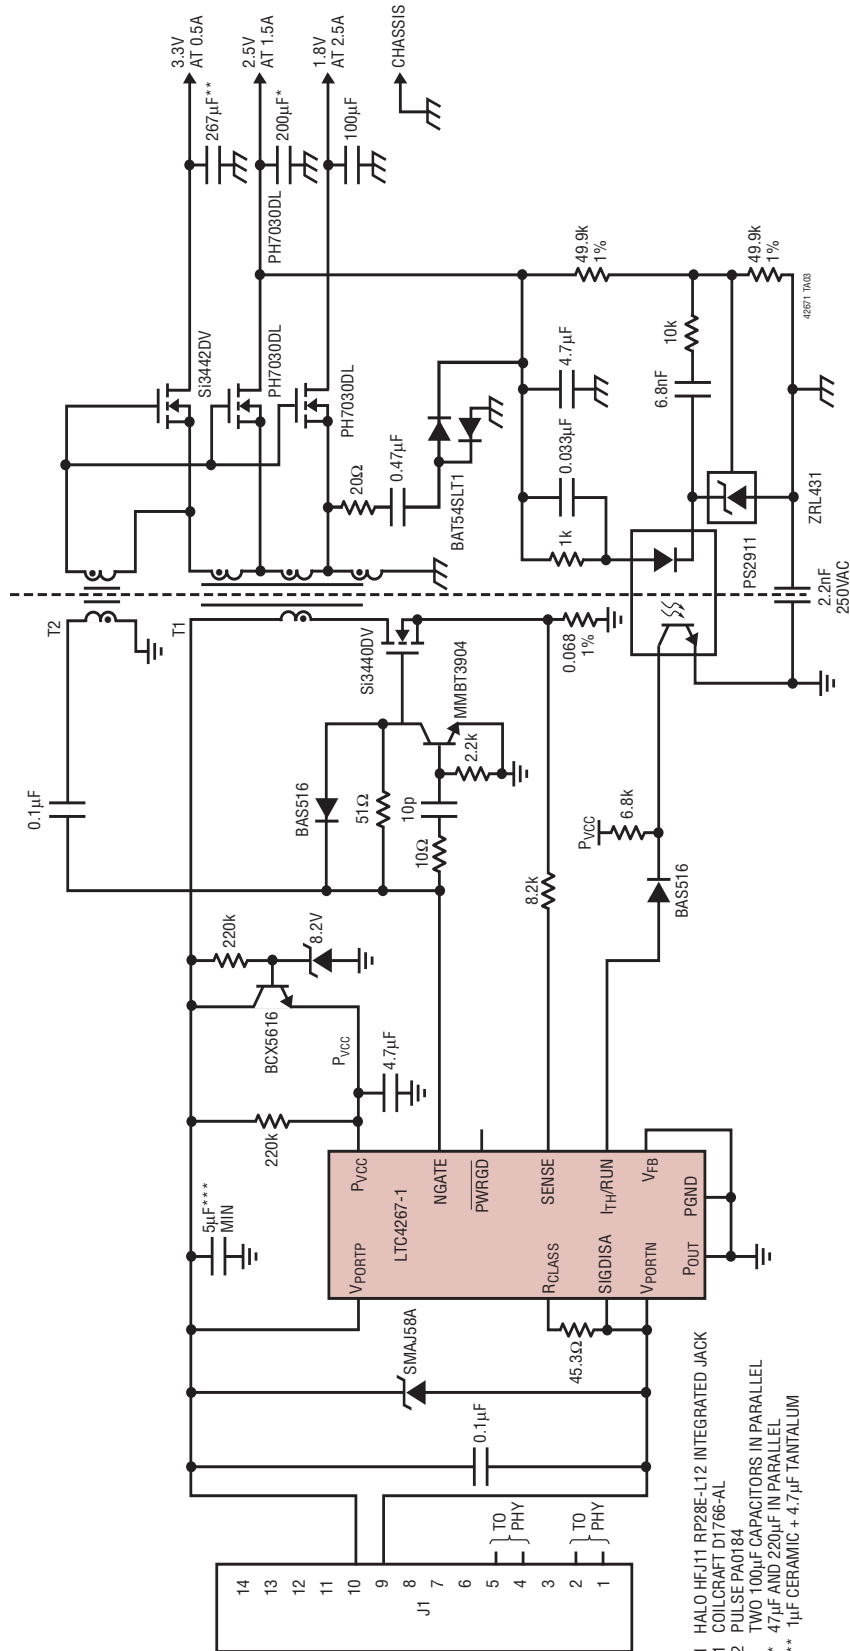 3.3V
AT 0.5A
2.5V
AT 1.5A
1.8V
AT 2.5A
CHASSIS
267µF**
200µF*
100µF
PH7030DL
Si3442DV
PH7030DL
PH7030DL
20Ω
0.47µF
BAT54SLT1
4.7µF
0.033µF
1k
49.9k
1%
49.9k
1%
10k
6.8nF
42671 TA03
ZRL431
PS2911
2.2nF
250VAC
T2
T1
0.1µF
Si3440DV
MMBT3904
0.068
1%
BAS516
51Ω
10p
10Ω
2.2k
8.2k
PVCC
6.8k
BAS516
220k
8.2V
BCX5616
PVCC
4.7µF
220k
5µF***
MIN
VPORTP
PVCC
LTC4267-1
NGATE
PWRGD
SENSE
RCLASS
ITH/RUN
SIGDISA
VFB
VPORTN
PGND
POUT
45.3Ω
SMAJ58A
0.1µF
14
13
12
11
10
9
8
7
6
5
4
3
2
1
J1
TO
PHY
TO
PHY
HALO HFJ11 RP28E-L12 INTEGRATED JACK
COILCRAFT D1766-AL
PULSE PA0184
TWO 100µF CAPACITORS IN PARALLEL
47µF AND 220µF IN PARALLEL
1µF CERAMIC + 4.7µF TANTALUM